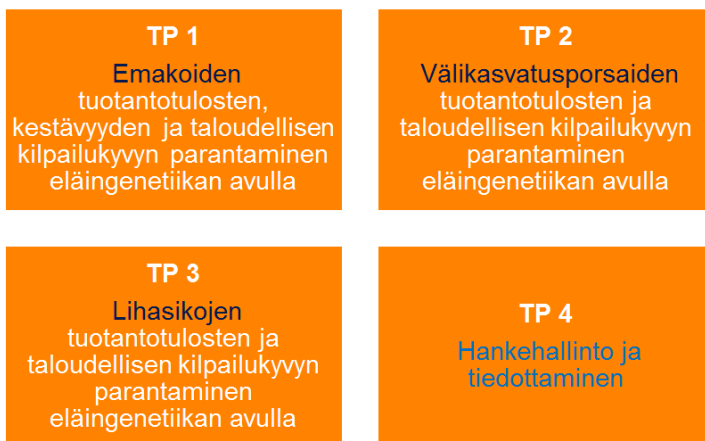 TP 1
Emakoiden
tuotantotulosten,
kestävyyden ja taloudellisen
kilpailukyvyn parantaminen
eläingenetiikan avulla
TP 2
Välikasvatusporsaiden
tuotantotulosten ja
taloudellisen kilpailukyvyn
parantaminen
eläingenetiikan avulla
TP 3
Lihasikojen
tuotantotulosten ja
taloudellisen kilpailukyvyn
parantaminen
eläingenetiikan avulla
TP 4
Hankehallinto ja
tiedottaminen